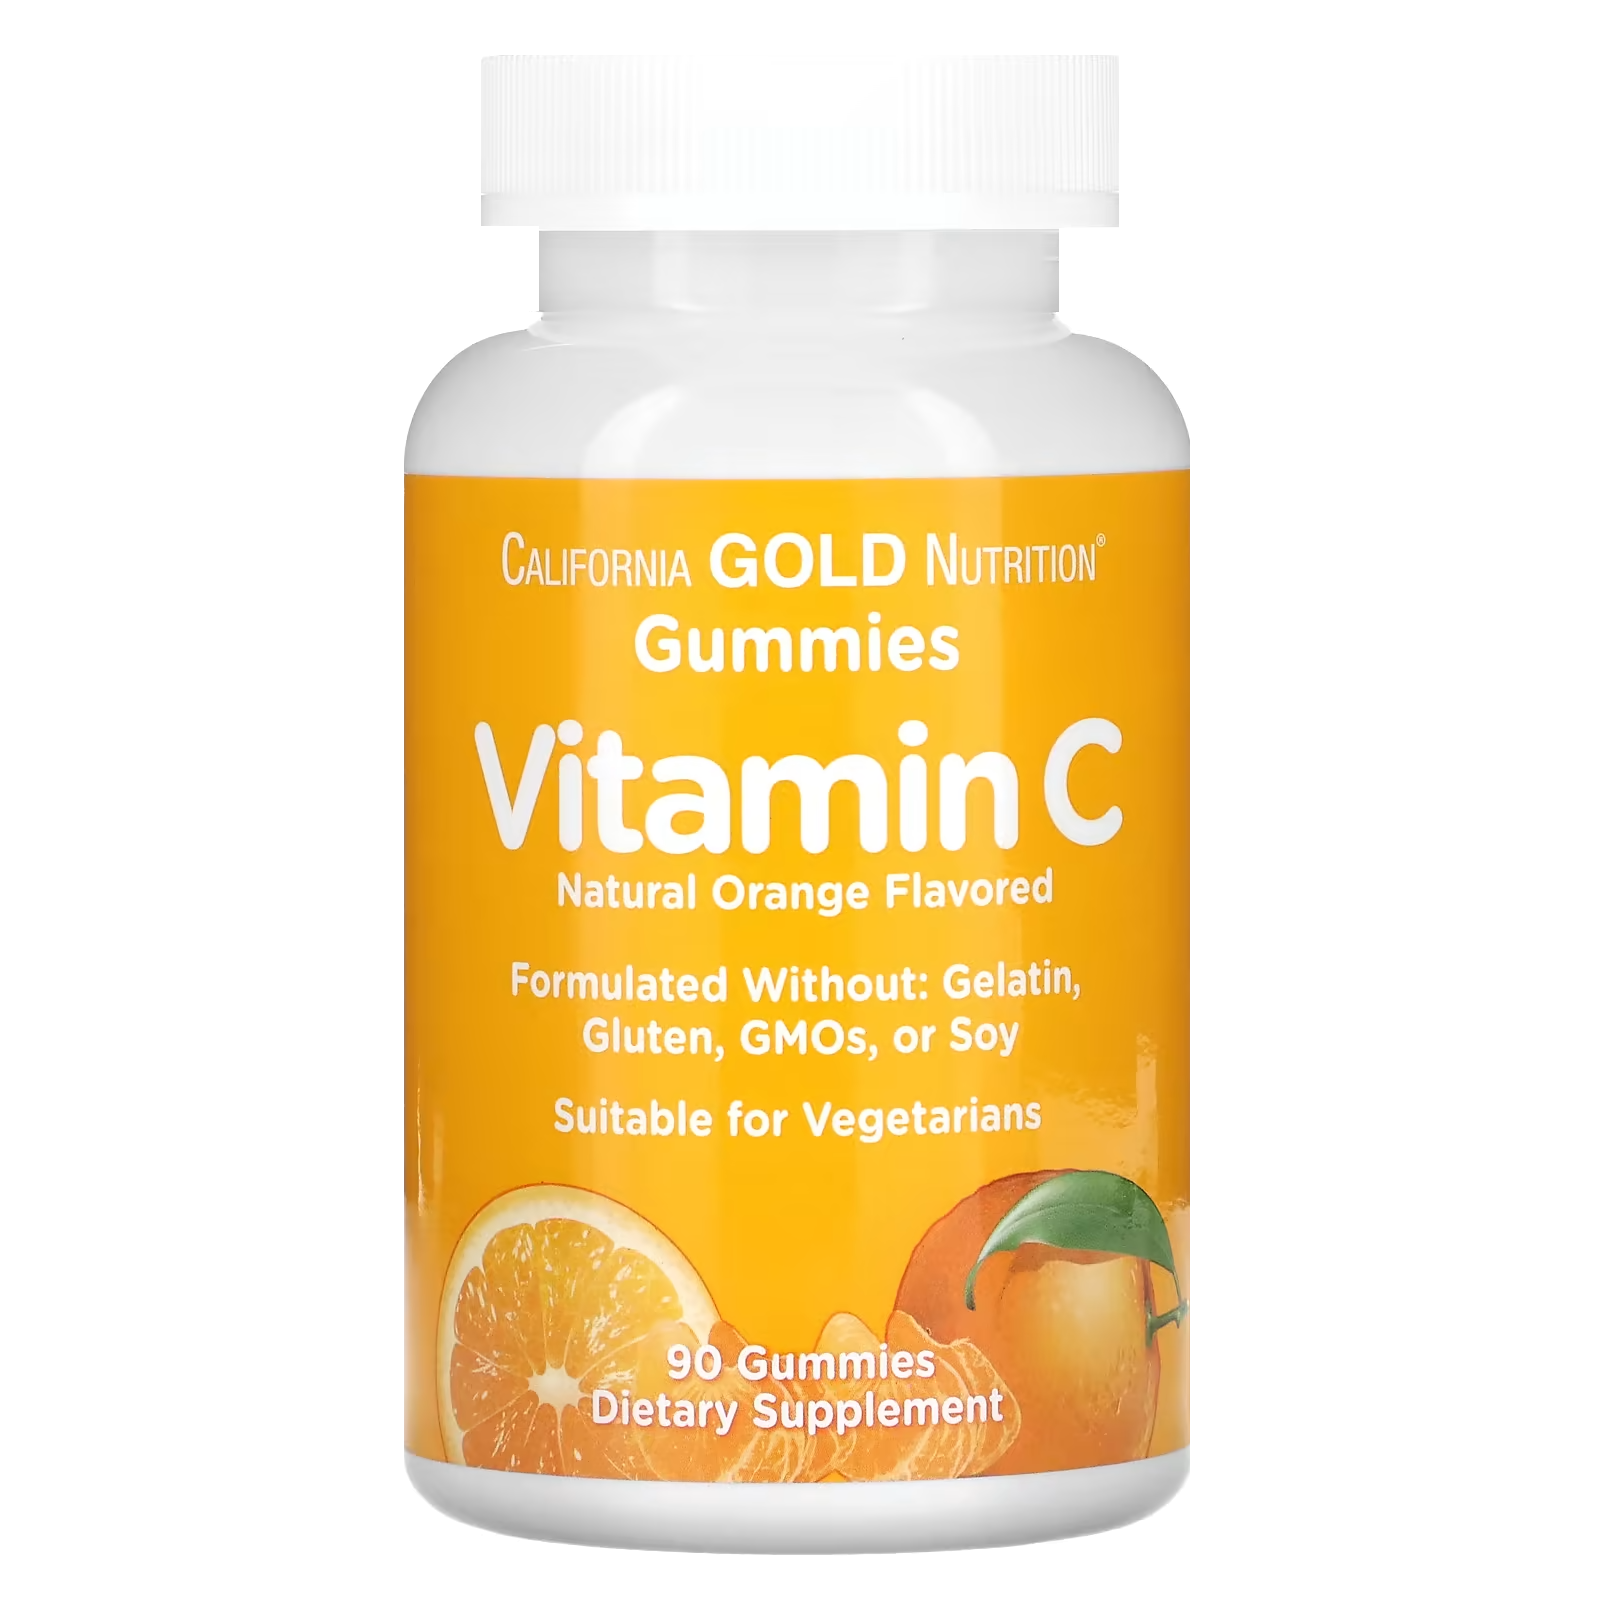 CALIFORNIA GOLD NUTRITION®
Gummies
Vitamin C
Natural Orange Flavored
Formulated Without: Gelatin,
Gluten, GMOs, or Soy
Suitable for Vegetarians
90 Gummies
Dietary Supplement